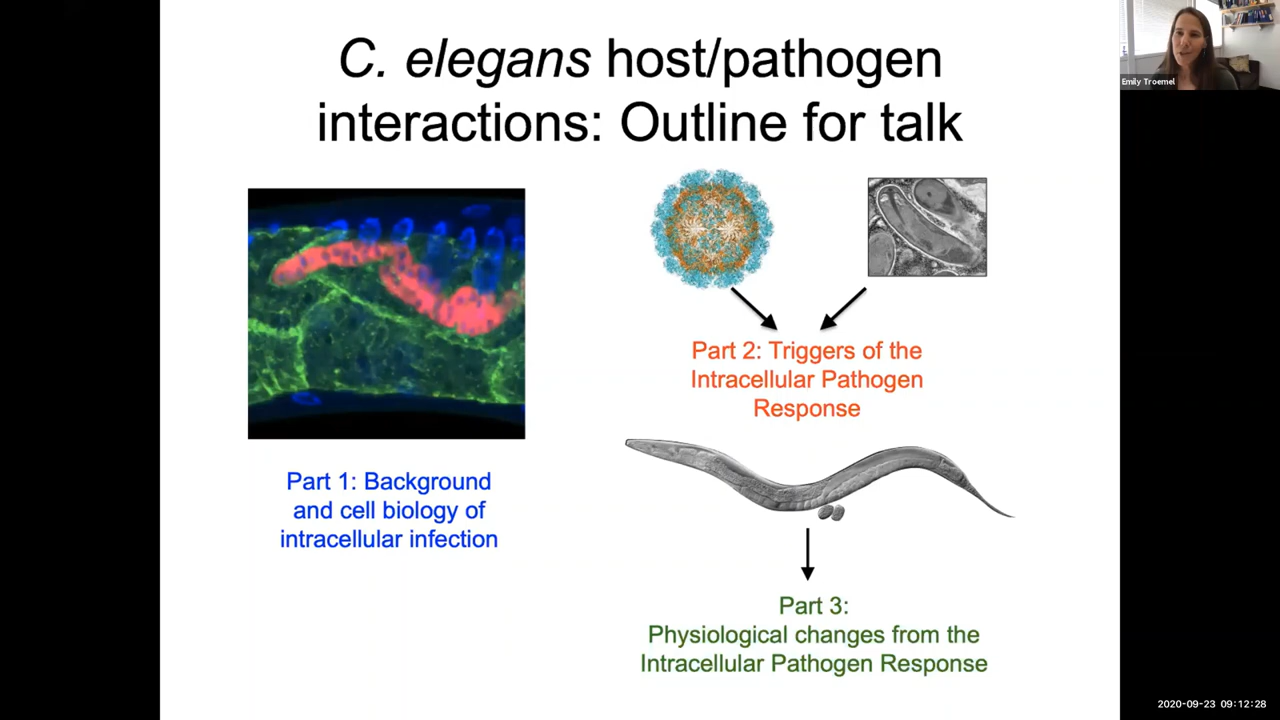 C. elegans host/pathogen
interactions: Outline for talk
Emily Troemel
Part 1: Background
and cell biology of
intracellular infection
Part 2: Triggers of the
Intracellular Pathogen
Response
Part 3:
Physiological changes from the
Intracellular Pathogen Response
2020-09-23 09:12:28